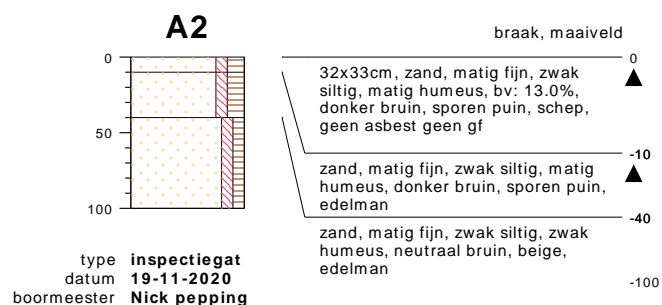 A2
braak, maaiveld
0
0
32x33cm, zand, matig fijn, zwak
siltig, matig humeus, bv: 13.0%,
donker bruin, sporen puin, schep,
geen asbest geen gf
50
-10
zand, matig fijn, zwak siltig, matig
humeus, donker bruin, sporen puin,
edelman
100
-40
zand, matig fijn, zwak siltig, zwak
humeus, neutraal bruin, beige,
edelman
-100
type inspectiegat
datum 19-11-2020
boormeester Nick pepping